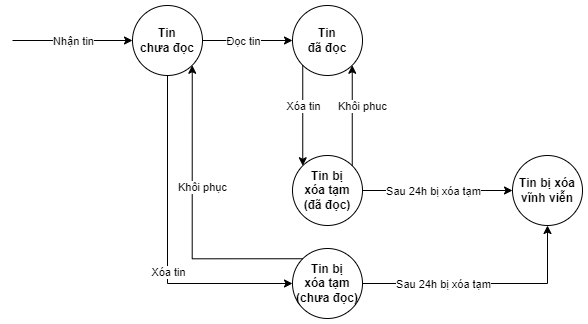 Tin
chưa đọc
Tin
đã đọc
Nhận tin
Đọc tin
Xóa tin
Khôi phuc
Tin bị
xóa tạm
(đã đọc)
Tin bị xóa
vĩnh viễn
Khôi phục
Sau 24h bị xóa tạm
Xóa tin
Tin bị
xóa tạm
(chưa đọc)
Sau 24h bị xóa tạm